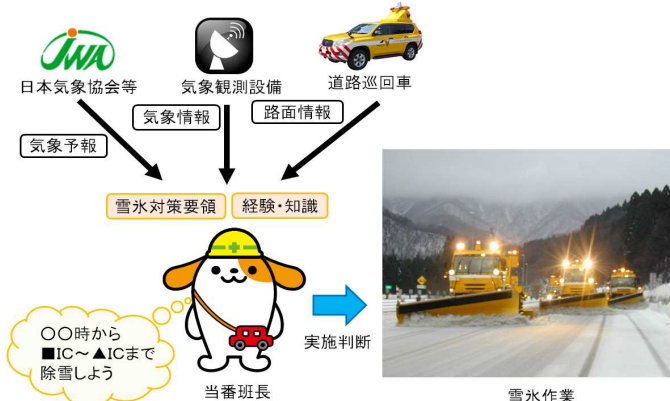 JWA
日本気象協会等
気象観測設備
道路巡回車
気象予報
気象情報
路面情報
雪氷対策要領
経験・知識
〇〇時から
■IC～▲ICまで
除雪しよう
実施判断
当番班長
雪氷作業